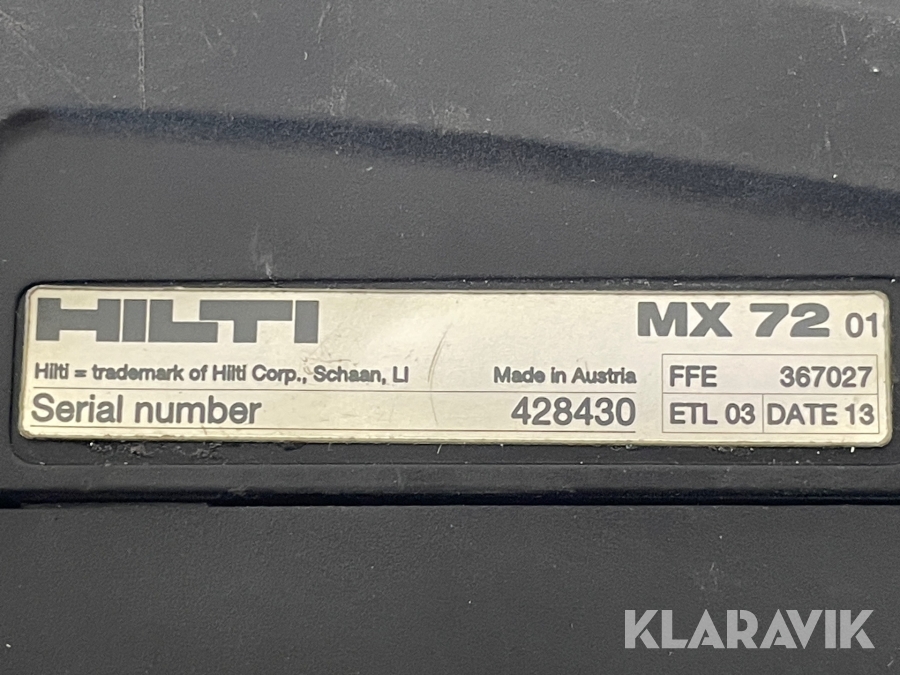 HILTI MX 72 01
Hilti = trademark of Hilti Corp., Schaan, LI Made in Austria FFE 367027
Serial number 428430 ETL 03 DATE 13
KLARAVIK